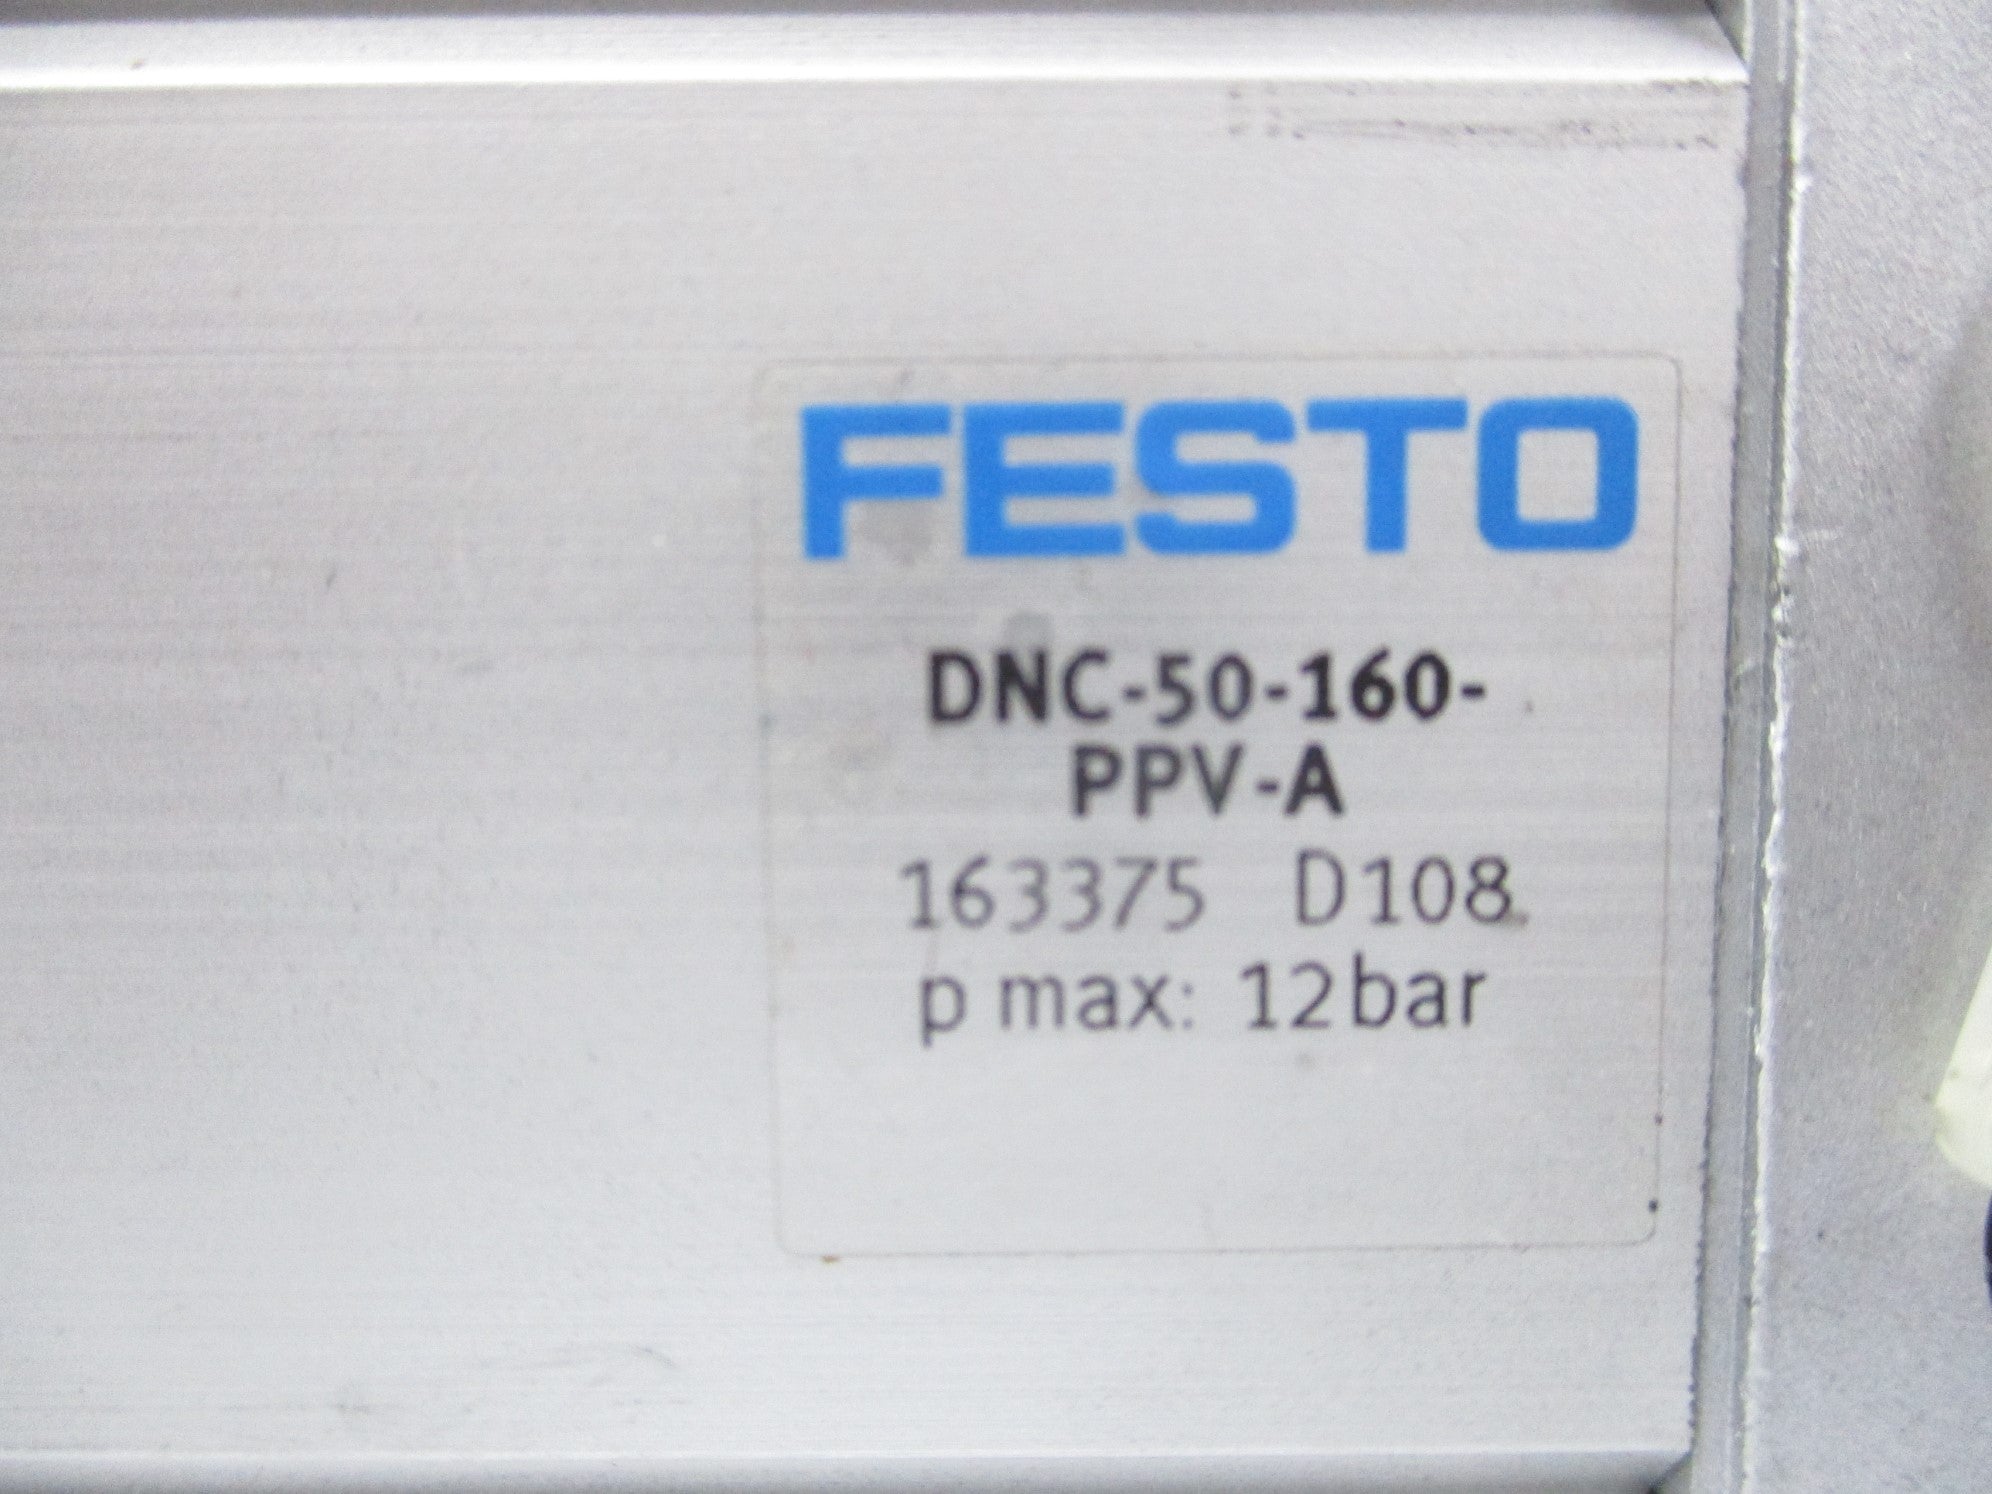 FESTO
DNC-50-160-
PPV-A
163375 D108
p max: 12bar